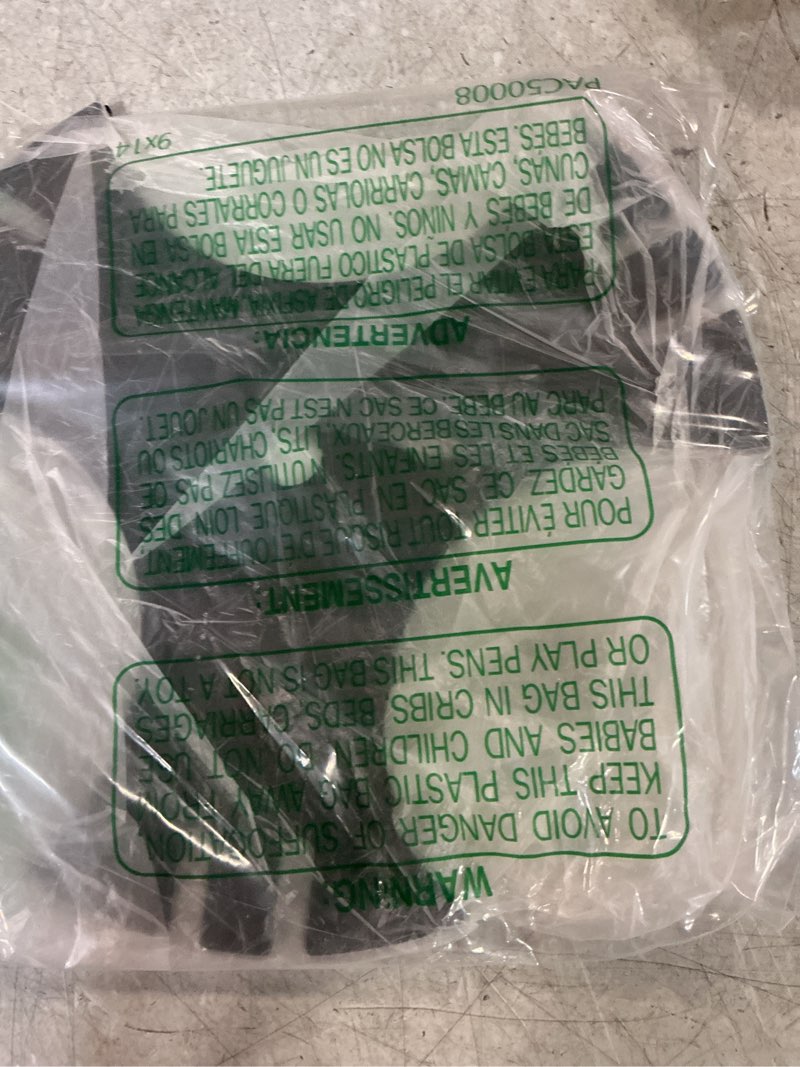 WARNING:
TO AVOID DANGER OF SUFFOCATION,
KEEP THIS PLASTIC BAG AWAY FROM
BABIES AND CHILDREN. DO NOT USE
THIS BAG IN CRIBS, BEDS, CARRIAGES
OR PLAY PENS. THIS BAG IS NOT A TOY.
AVERTISSEMENT:
POUR ÉVITER TOUT RISQUE D'ETOUFFEMENT,
GARDEZ CE SAC EN PLASTIQUE LOIN DES
BÉBES ET LES ENFANTS. N'UTILISEZ PAS CE
SAC DANS LES BERCEAUX, LITS, CHARIOTS OU
PARC AU BEBE. CE SAC N'EST PAS UN JOUET.
ADVERTENCIA:
PARA EVITAR EL PELIGRO DE ASFIXIA, MANTENGA
ESTA BOLSA DE PLASTICO FUERA DEL ALCANCE
DE BEBES Y NIÑOS. NO USAR ESTA BOLSA EN
CUNAS, CAMAS, CARRIOLAS O CORRALES PARA
BEBES. ESTA BOLSA NO ES UN JUGUETE
PAC50008 9x14